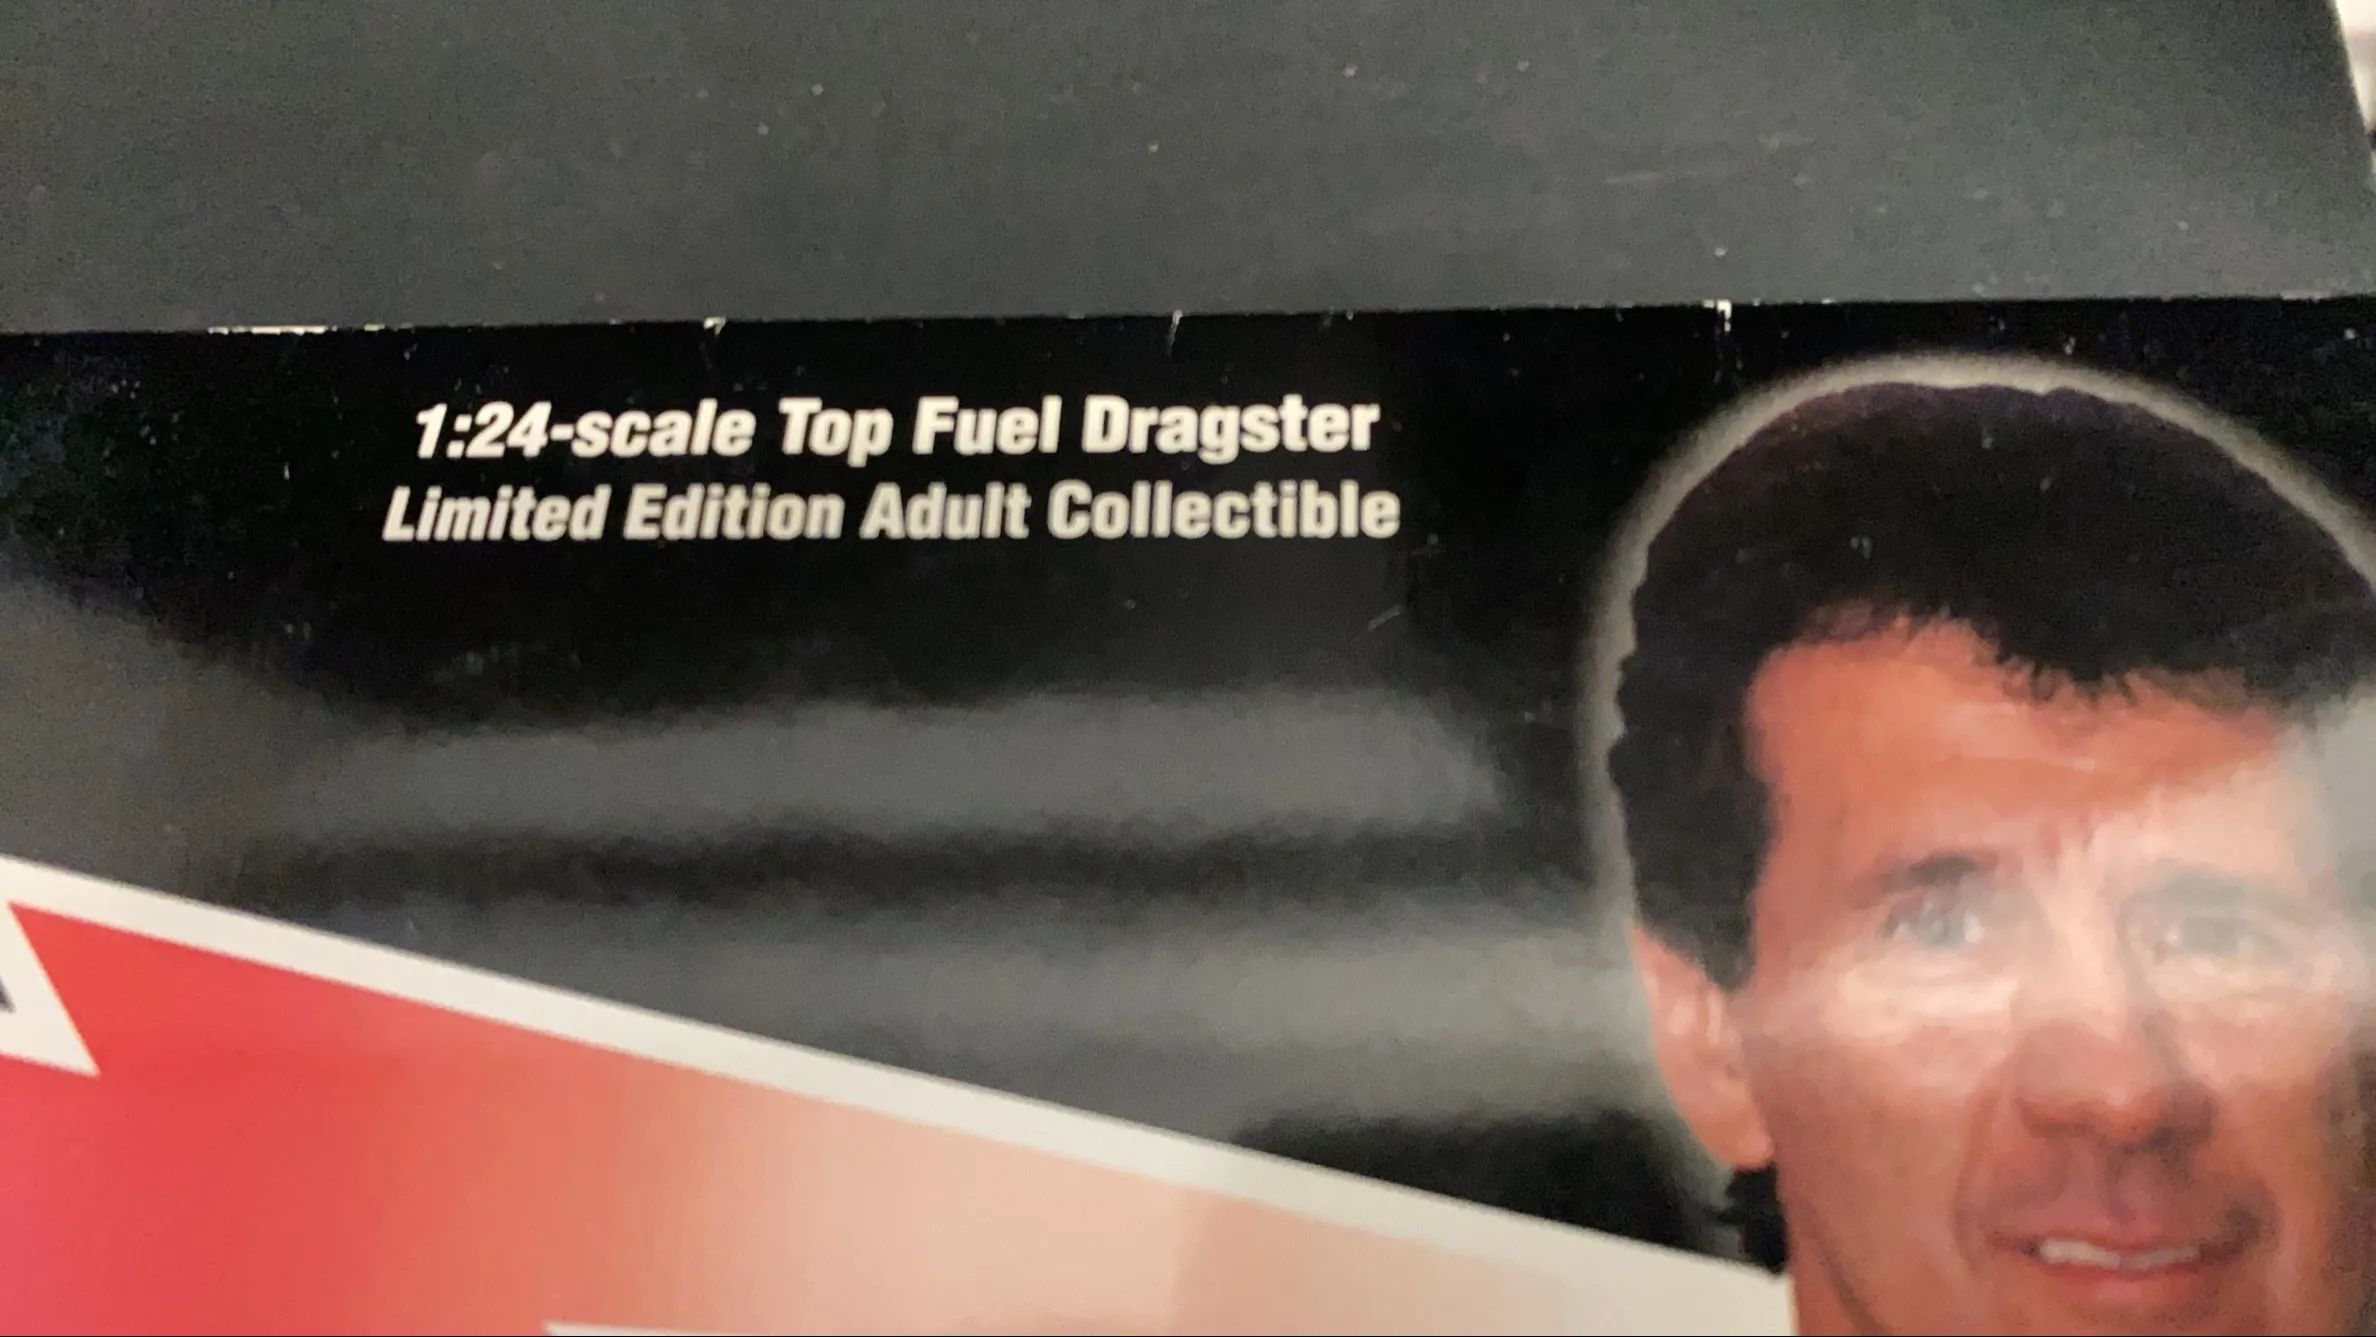 1:24-scale Top Fuel Dragster
Limited Edition Adult Collectible